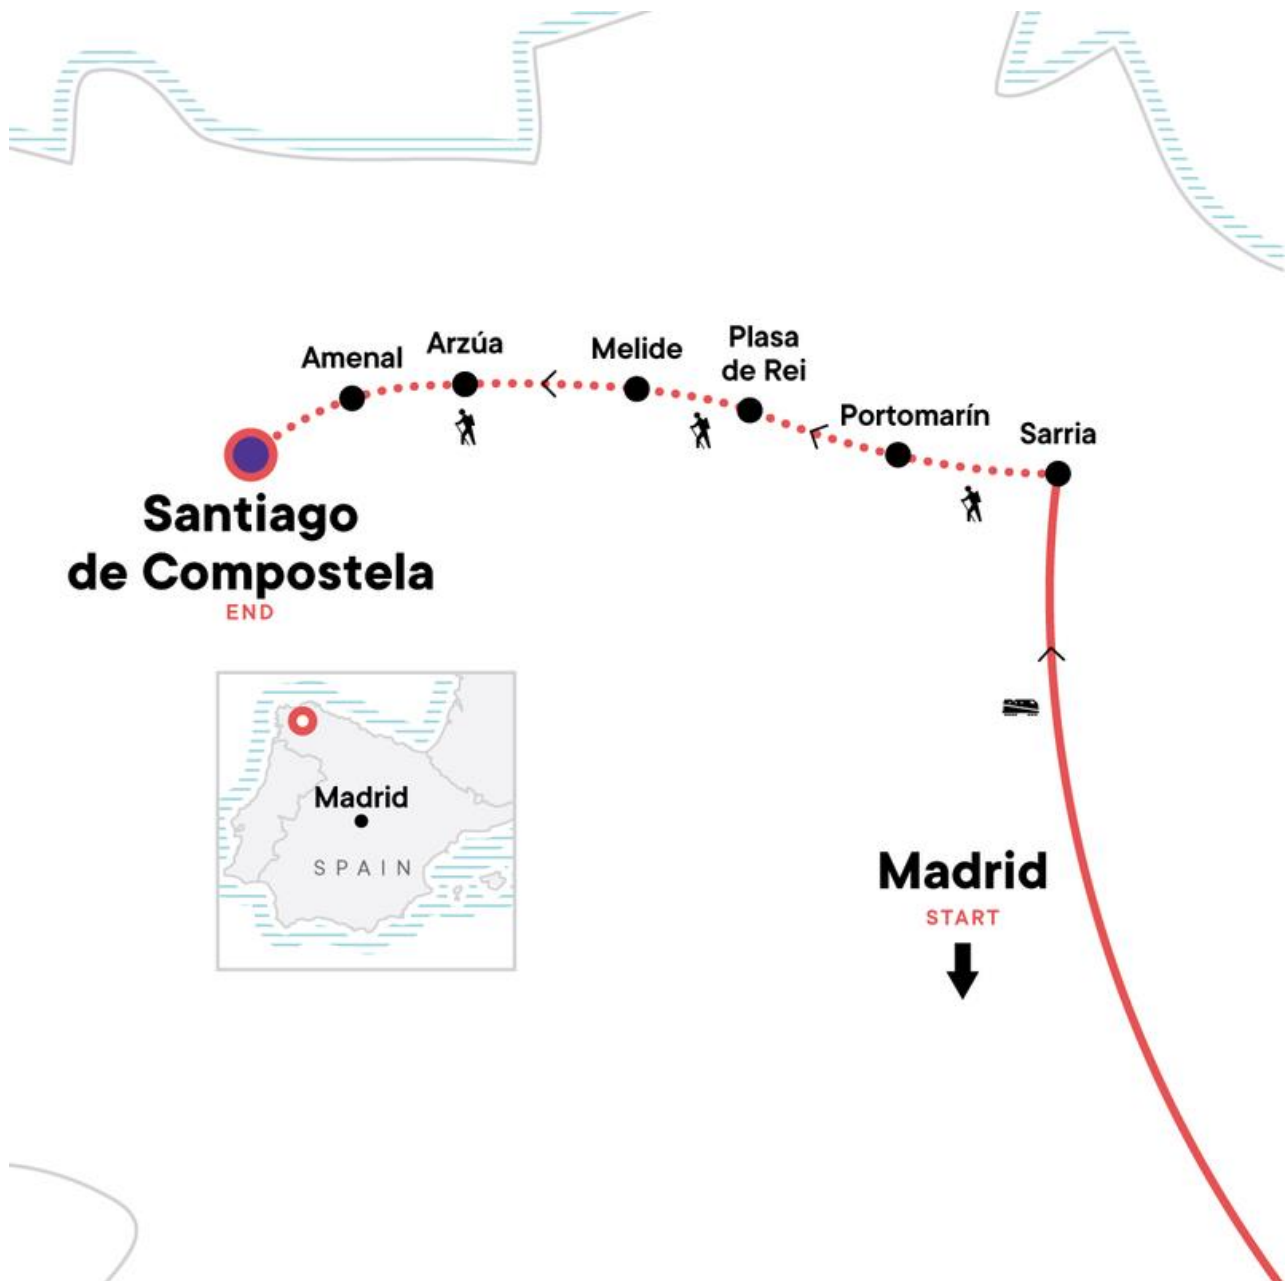 Plasa
de Rei
Arzúa
Melide
Amenal
Portomarín
Sarria
Santiago
de Compostela
END
Madrid
SPAIN
Madrid
START